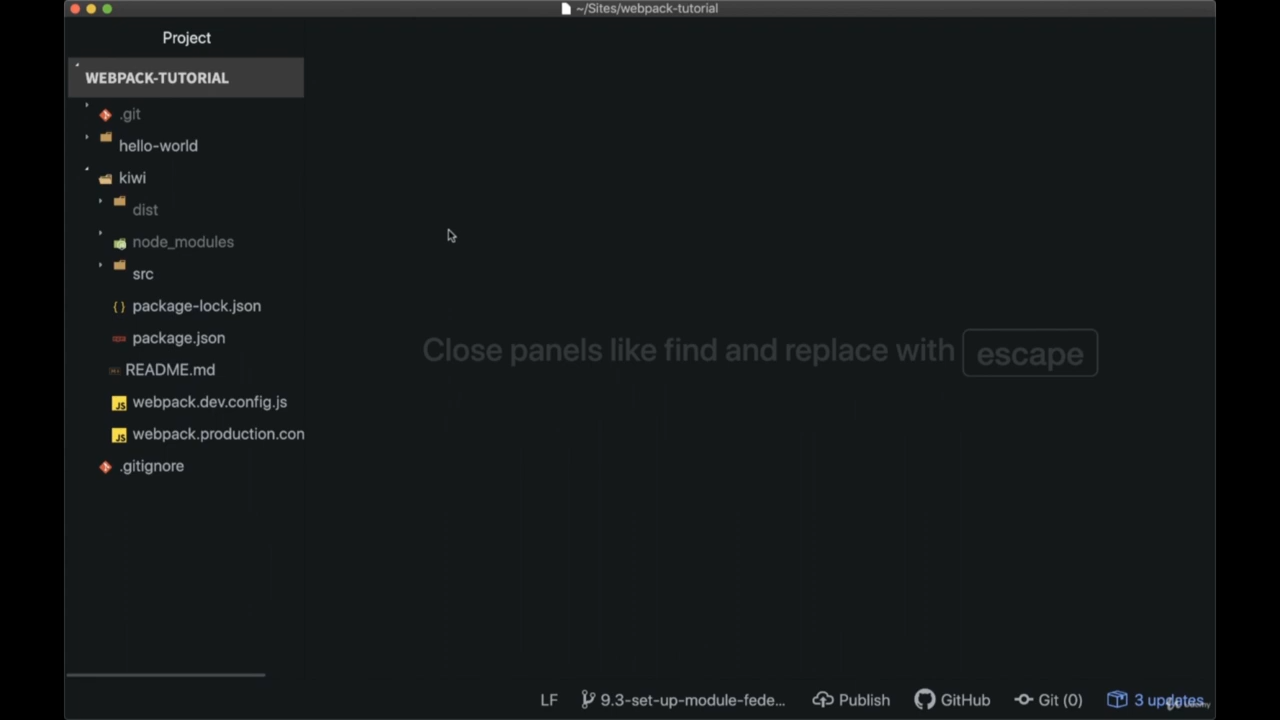 ~/Sites/webpack-tutorial
Project
WEBPACK-TUTORIAL
.git
hello-world
kiwi
dist
node_modules
src
package-lock.json
package.json
README.md
webpack.dev.config.js
webpack.production.con
.gitignore
Close panels like find and replace with escape
LF 9.3-set-up-module-fede... Publish GitHub Git (0) 3 updates